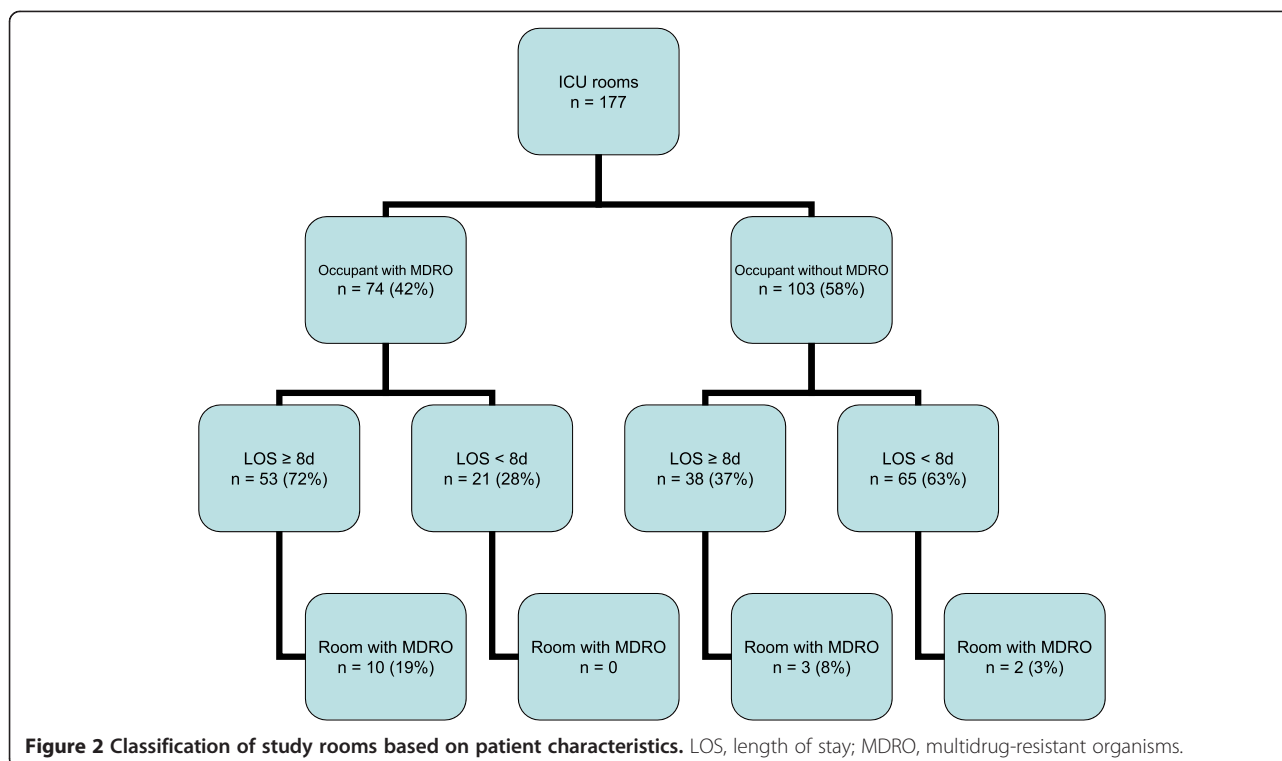 ICU rooms
n = 177
Occupant with MDRO
n = 74 (42%)
Occupant without MDRO
n = 103 (58%)
LOS ≥ 8d
n = 53 (72%)
LOS < 8d
n = 21 (28%)
LOS ≥ 8d
n = 38 (37%)
LOS < 8d
n = 65 (63%)
Room with MDRO
n = 10 (19%)
Room with MDRO
n = 0
Room with MDRO
n = 3 (8%)
Room with MDRO
n = 2 (3%)
Figure 2 Classification of study rooms based on patient characteristics. LOS, length of stay; MDRO, multidrug-resistant organisms.